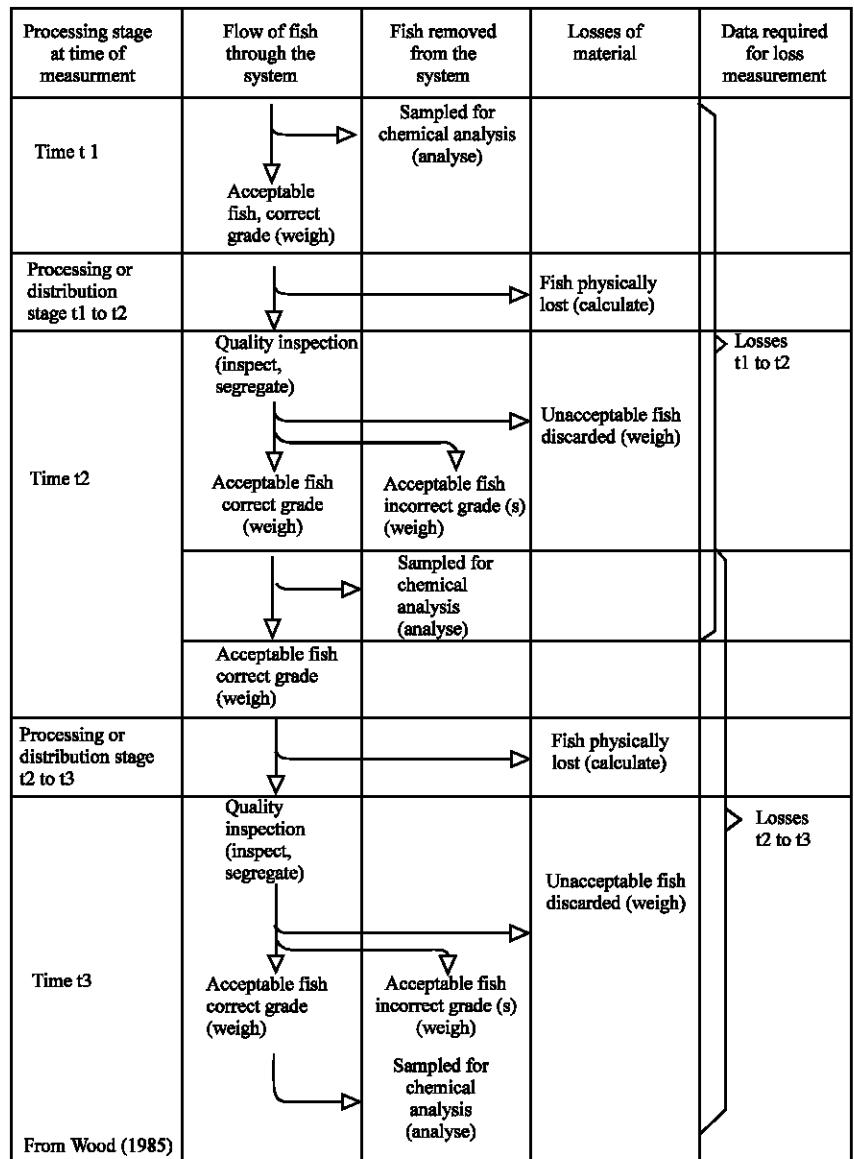 Processing stage
at time of
measurment
Flow of fish
through the
system
Fish removed
from the
system
Losses of
material
Data required
for loss
measurement
Time t 1
Sampled for
chemical analysis
(analyse)
Acceptable
fish, correct
grade (weigh)
Processing or
distribution
stage t1 to t2
Fish physically
lost (calculate)
Time t2
Quality inspection
(inspect,
segregate)
Losses
t1 to t2
Unacceptable fish
discarded (weigh)
Acceptable fish
correct grade
(weigh)
Acceptable fish
incorrect grade (s)
(weigh)
Sampled for
chemical
analysis
(analyse)
Acceptable fish
correct grade
(weigh)
Processing or
distribution stage
t2 to t3
Fish physically
lost (calculate)
Time t3
Quality
inspection
(inspect,
segregate)
Losses
t2 to t3
Unacceptable fish
discarded (weigh)
Acceptable fish
correct grade
(weigh)
Acceptable fish
incorrect grade (s)
(weigh)
Sampled for
chemical
analysis
(analyse)
From Wood (1985)